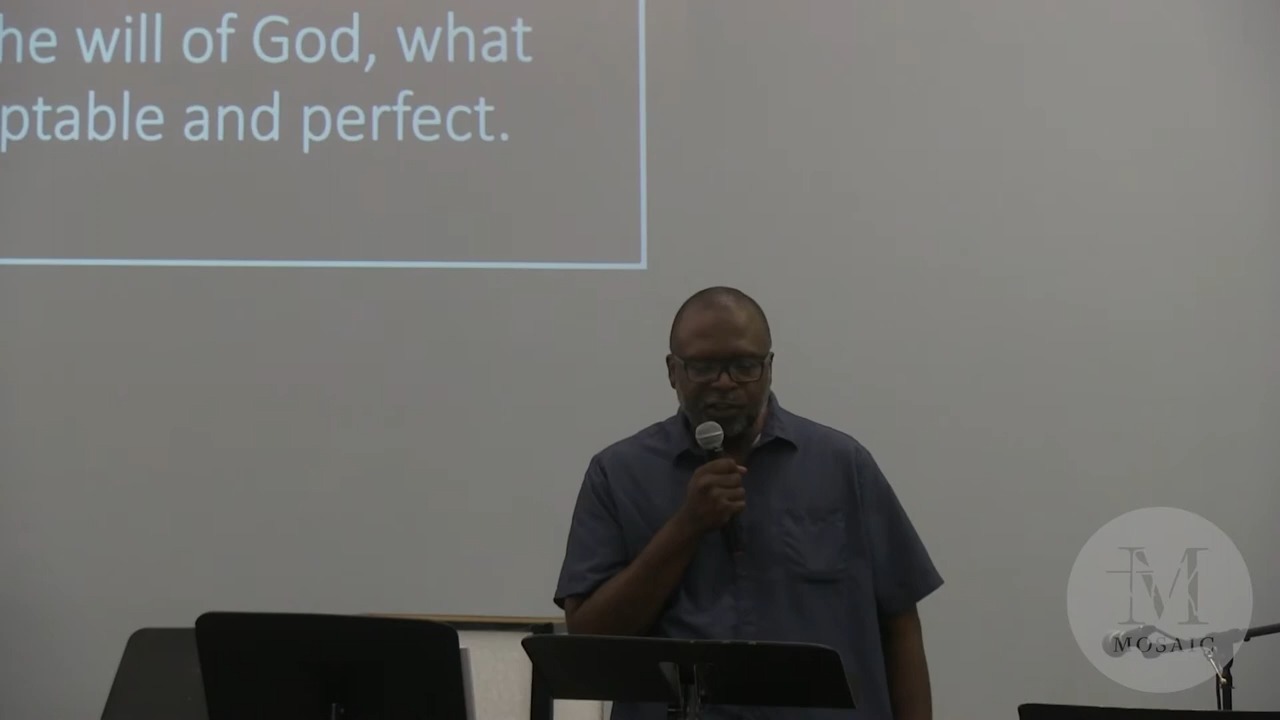 he will of God, what
ptable and perfect.
M
MOSAIC